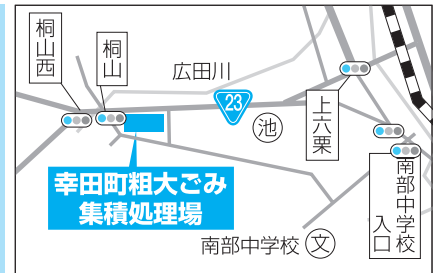 桐山西
桐山
広田川
23
池
上六栗
幸田町粗大ごみ
集積処理場
南部中学校
入口
南部中学校 文